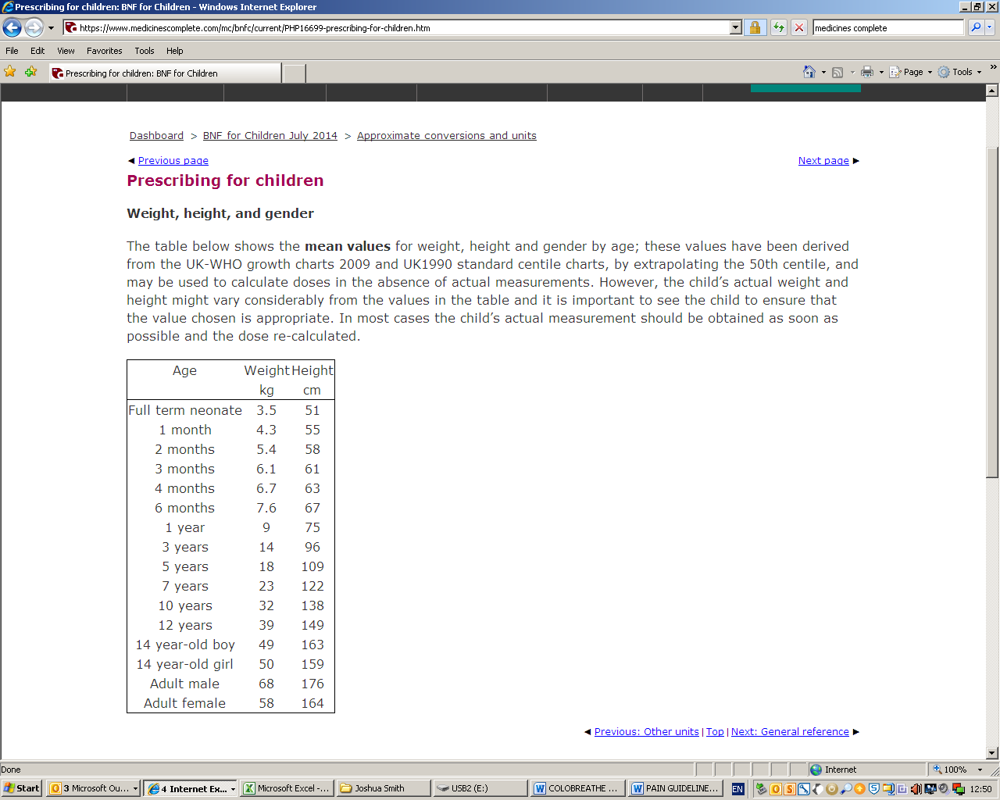 Prescribing for children: BNF for Children - Windows Internet Explorer
https://www.medicinescomplete.com/mc/bnfc/current/PHP16699-prescribing-for-children.htm
medicines complete
File Edit View Favorites Tools Help
Prescribing for children: BNF for Children
Page Tools
Dashboard > BNF for Children July 2014 > Approximate conversions and units
Previous page Next page
Prescribing for children
Weight, height, and gender
The table below shows the mean values for weight, height and gender by age; these values have been derived
from the UK-WHO growth charts 2009 and UK1990 standard centile charts, by extrapolating the 50th centile, and
may be used to calculate doses in the absence of actual measurements. However, the child's actual weight and
height might vary considerably from the values in the table and it is important to see the child to ensure that
the value chosen is appropriate. In most cases the child's actual measurement should be obtained as soon as
possible and the dose re-calculated.
Age Weight Height
kg cm
Full term neonate 3.5 51
1 month 4.3 55
2 months 5.4 58
3 months 6.1 61
4 months 6.7 63
6 months 7.6 67
1 year 9 75
3 years 14 96
5 years 18 109
7 years 23 122
10 years 32 138
12 years 39 149
14 year-old boy 49 163
14 year-old girl 50 159
Adult male 68 176
Adult female 58 164
Previous: Other units | Top | Next: General reference
Done Internet 100%
Start 3 Microsoft Ou... 4 Internet Ex... Microsoft Excel -... Joshua Smith USB2 (E:) COLOBREATHE ... PAIN GUIDELINE... EN 12:50